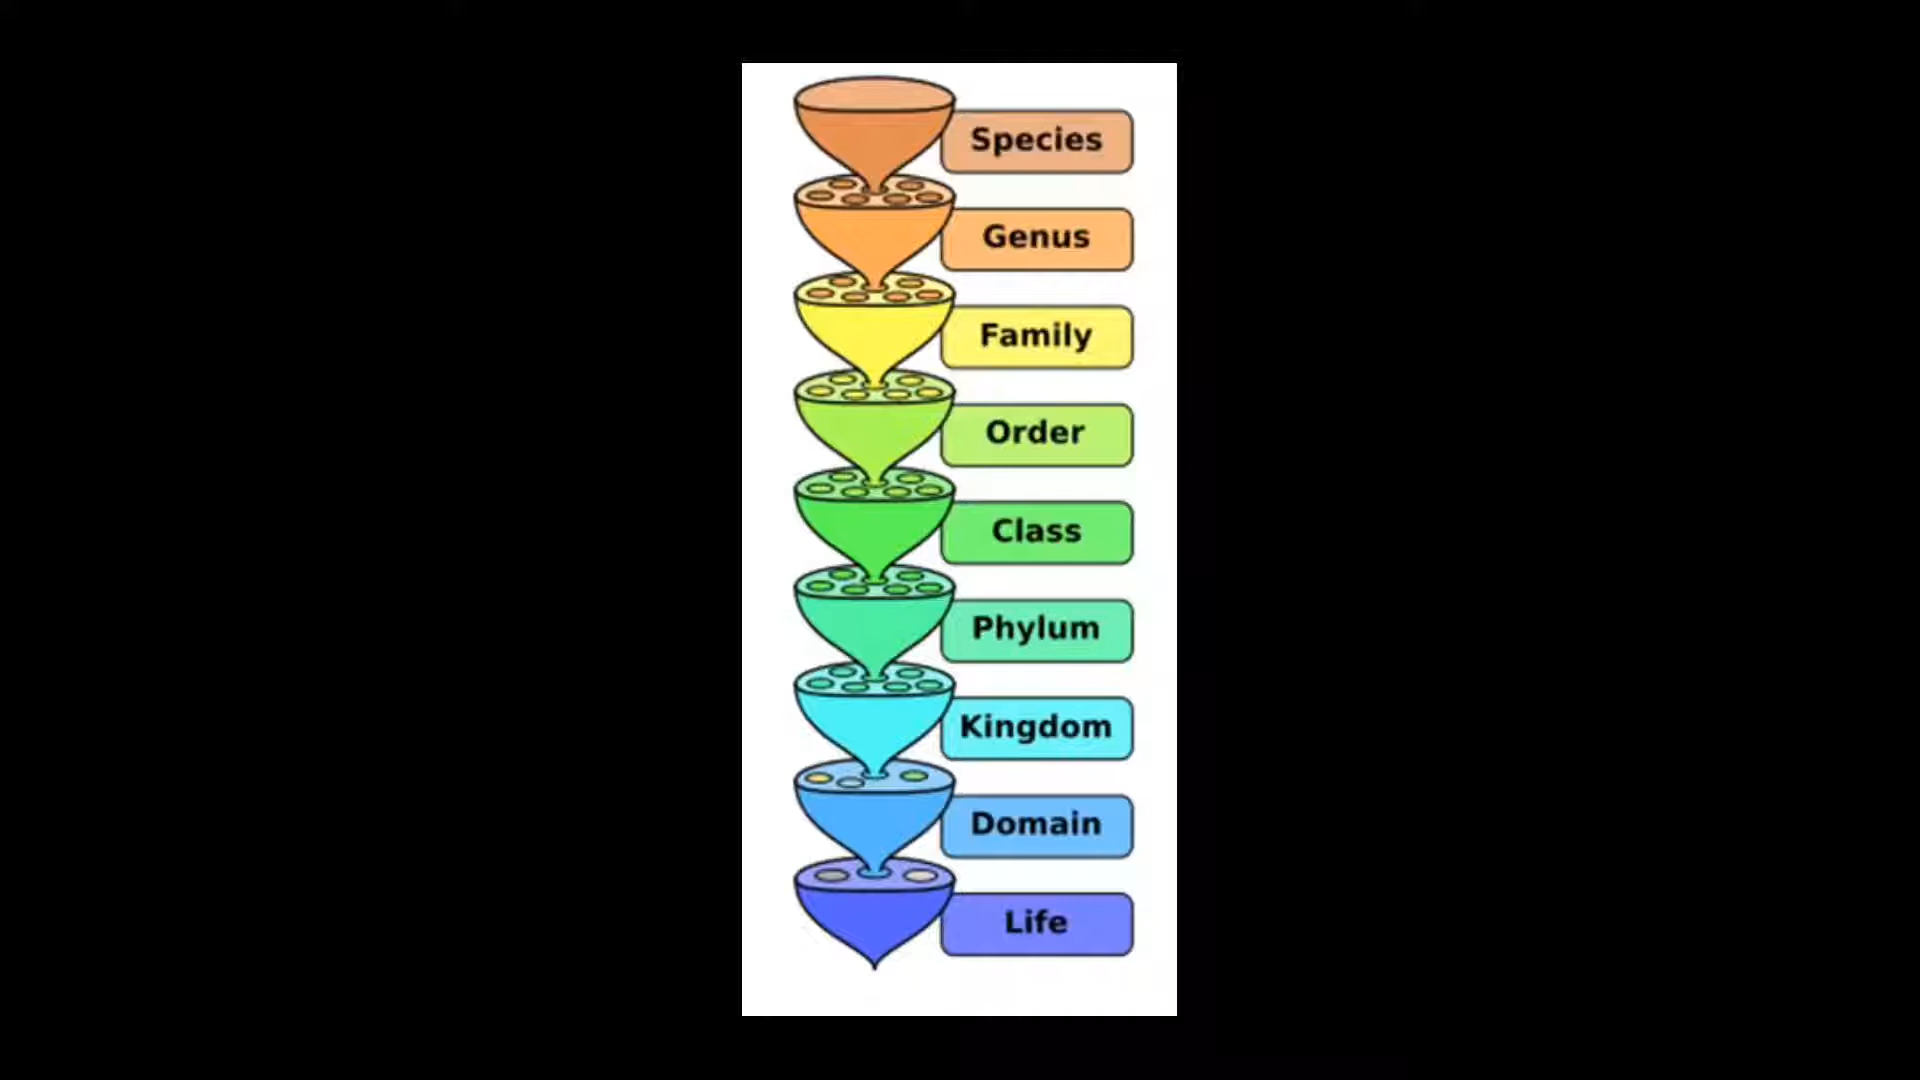 Species
Genus
Family
Order
Class
Phylum
Kingdom
Domain
Life